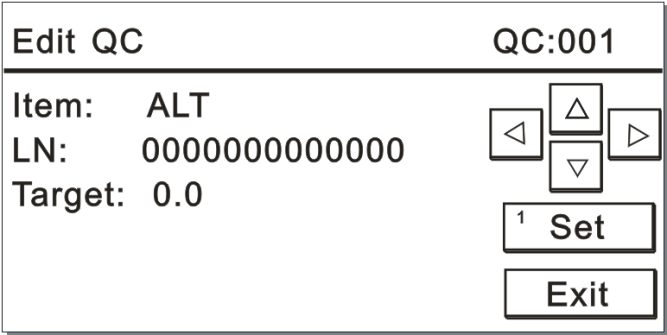 Edit QC QC:001
Item: ALT
LN: 0000000000000
Target: 0.0
1 Set
Exit